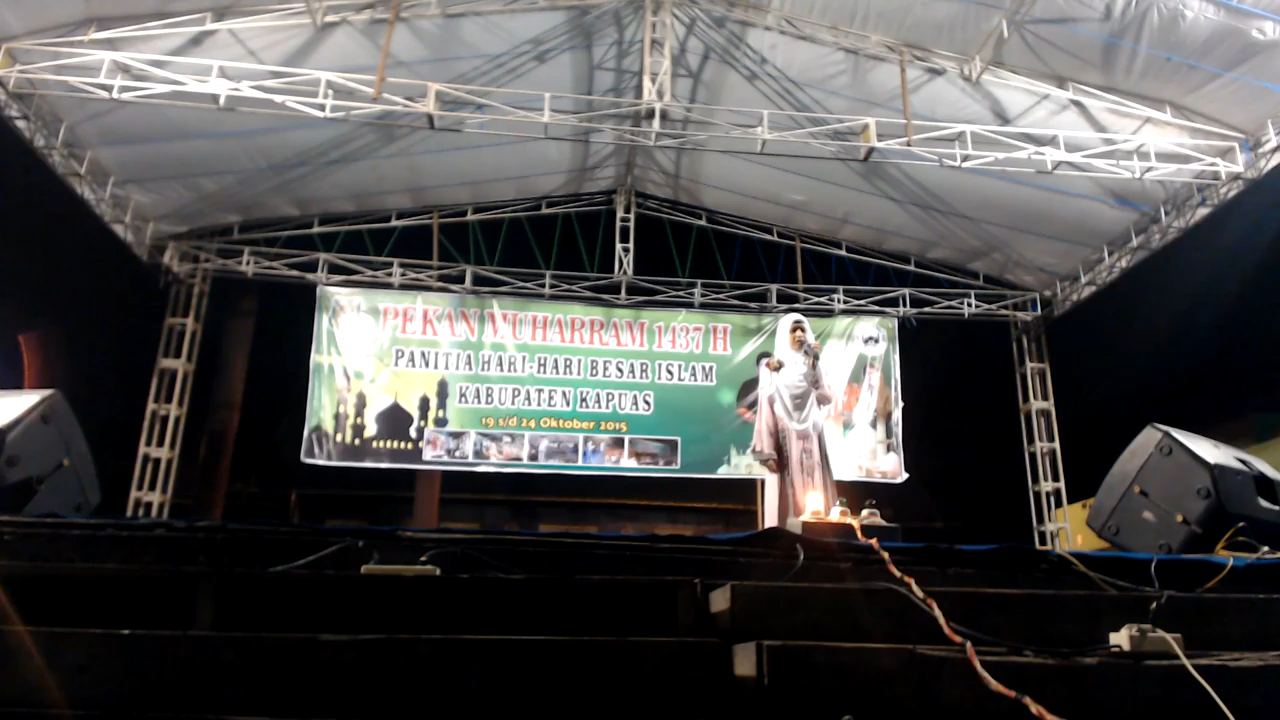 PEKAN MUHARRAM 1437 H
PANITIA HARI-HARI BESAR ISLAM
KABUPATEN KAPUAS
19 s/d 24 Oktober 2015